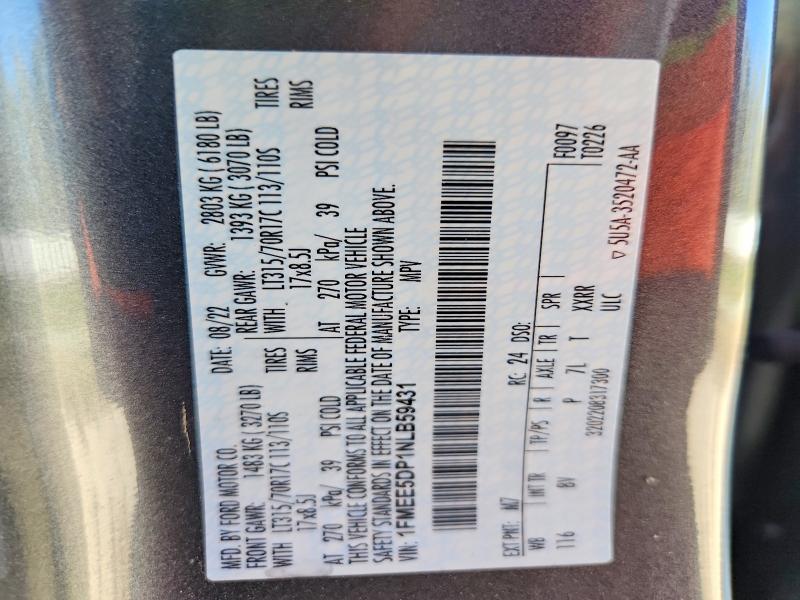 MFD. BY FORD MOTOR CO. DATE: 08/22 GVWR: 2803 KG ( 6180 LB)
FRONT GAWR: 1483 KG (3270 LB) REAR GAWR: 1393 KG (3070 LB)
WITH LT315/70R17C 113/110S TIRES WITH. LT315/70R17C 113/110S TIRES
17x8.5J RIMS 17x8.5J RIMS
AT 270 kPa/ 39 PSI COLD AT 270 kPa/ 39 PSI COLD
THIS VEHICLE CONFORMS TO ALL APPLICABLE FEDERAL MOTOR VEHICLE
SAFETY STANDARDS IN EFFECT ON THE DATE OF MANUFACTURE SHOWN ABOVE.
VIN: 1FMEE5DP1NLB59431 TYPE: MPV
EXT PNT: M7 RC: 24 DSO: F0097
WB INT TR TP/PS R AXLE TR SPR T0226
116 8V P 7L T XXRR
3202208317300 ULC ▽ 5U5A-3520472-AA